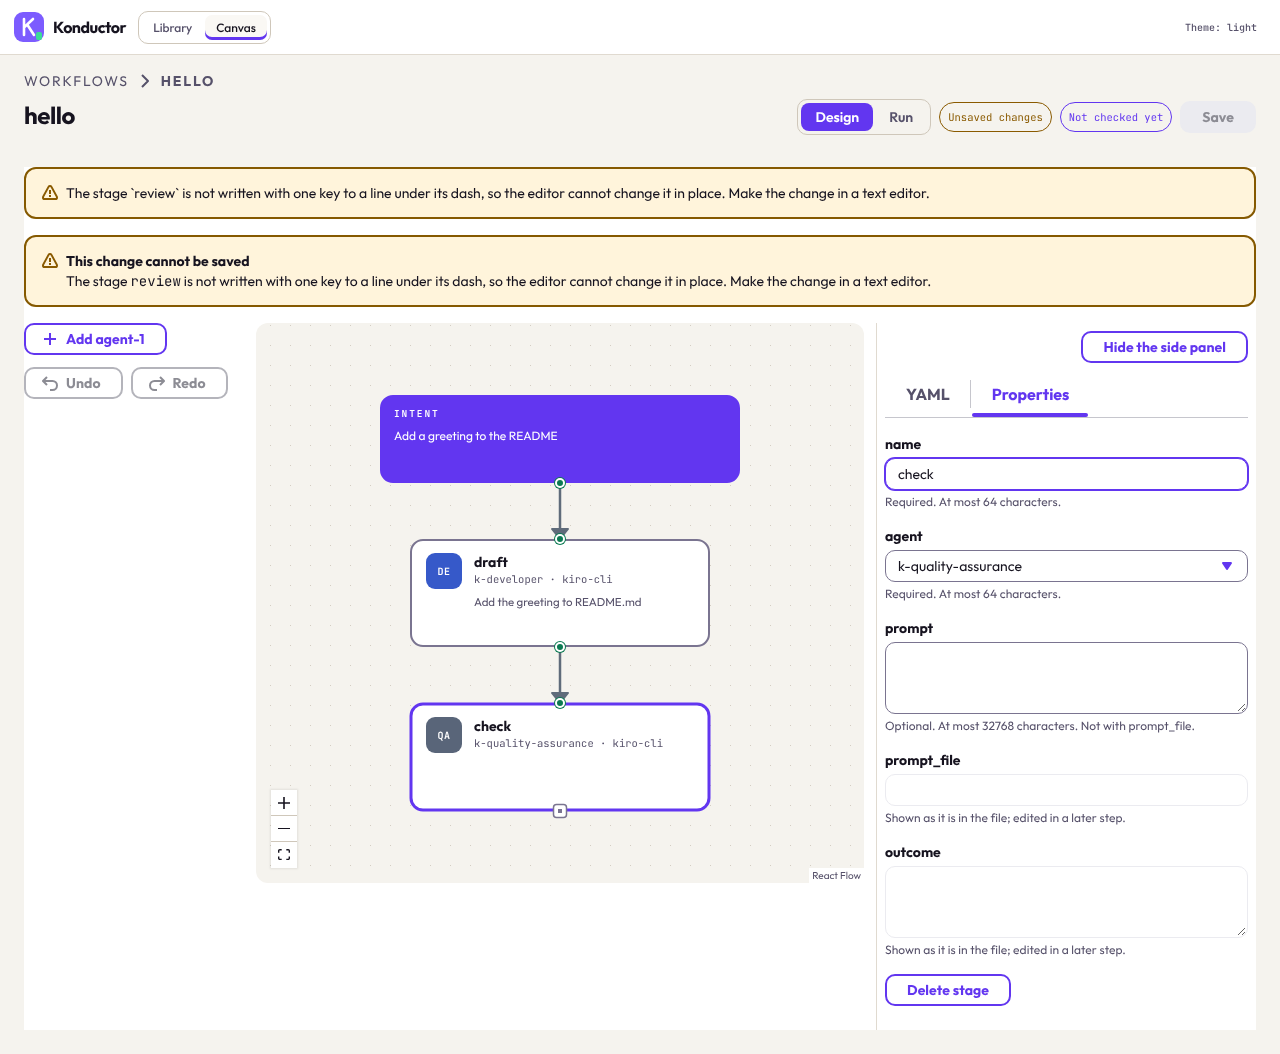 Konductor
Library
Canvas
Theme: light
WORKFLOWS > HELLO
hello
Design
Run
Unsaved changes
Not checked yet
Save
The stage `review` is not written with one key to a line under its dash, so the editor cannot change it in place. Make the change in a text editor.
This change cannot be saved
The stage review is not written with one key to a line under its dash, so the editor cannot change it in place. Make the change in a text editor.
Add agent-1
Undo
Redo
INTENT
Add a greeting to the README
DE
draft
k-developer · kiro-cli
Add the greeting to README.md
QA
check
k-quality-assurance · kiro-cli
React Flow
Hide the side panel
YAML
Properties
name
check
Required. At most 64 characters.
agent
k-quality-assurance
Required. At most 64 characters.
prompt
Optional. At most 32768 characters. Not with prompt_file.
prompt_file
Shown as it is in the file; edited in a later step.
outcome
Shown as it is in the file; edited in a later step.
Delete stage